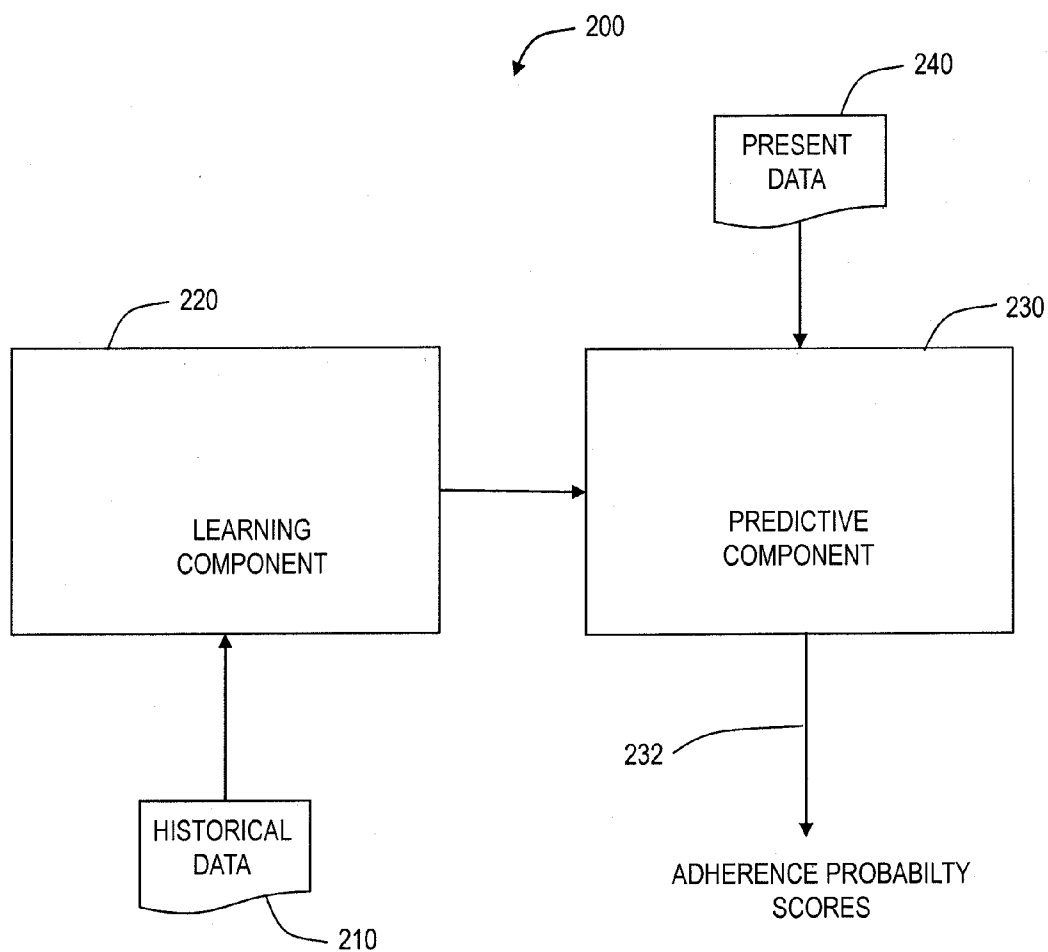 200
240
PRESENT
DATA
220
230
LEARNING
COMPONENT
PREDICTIVE
COMPONENT
232
HISTORICAL
DATA
210
ADHERENCE PROBABILTY
SCORES